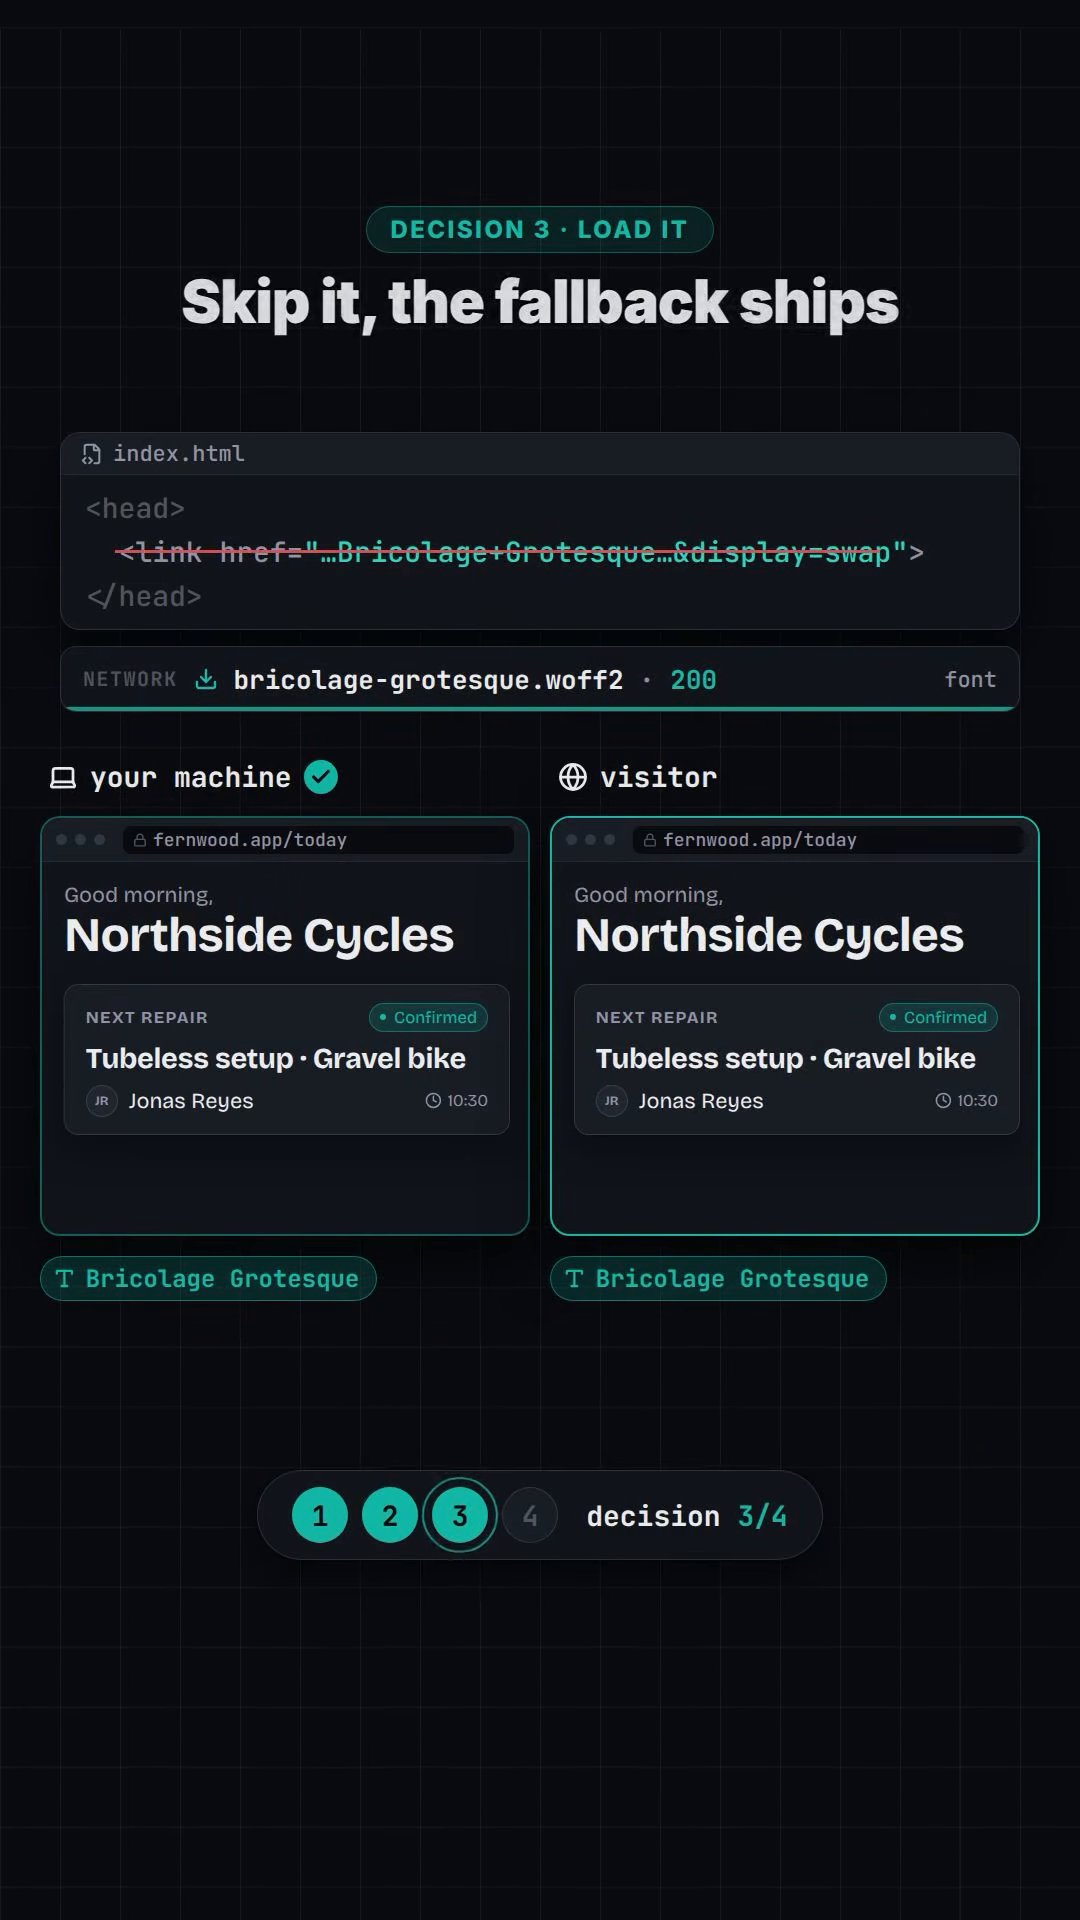 DECISION 3 · LOAD IT
Skip it, the fallback ships
index.html
<head>
<link href="…Bricolage+Grotesque…&display=swap">
</head>
NETWORK bricolage-grotesque.woff2 · 200 font
your machine
fernwood.app/today
Good morning,
Northside Cycles
NEXT REPAIR • Confirmed
Tubeless setup · Gravel bike
JR Jonas Reyes 10:30
T Bricolage Grotesque
visitor
fernwood.app/today
Good morning,
Northside Cycles
NEXT REPAIR • Confirmed
Tubeless setup · Gravel bike
JR Jonas Reyes 10:30
T Bricolage Grotesque
1 2 3 4 decision 3/4